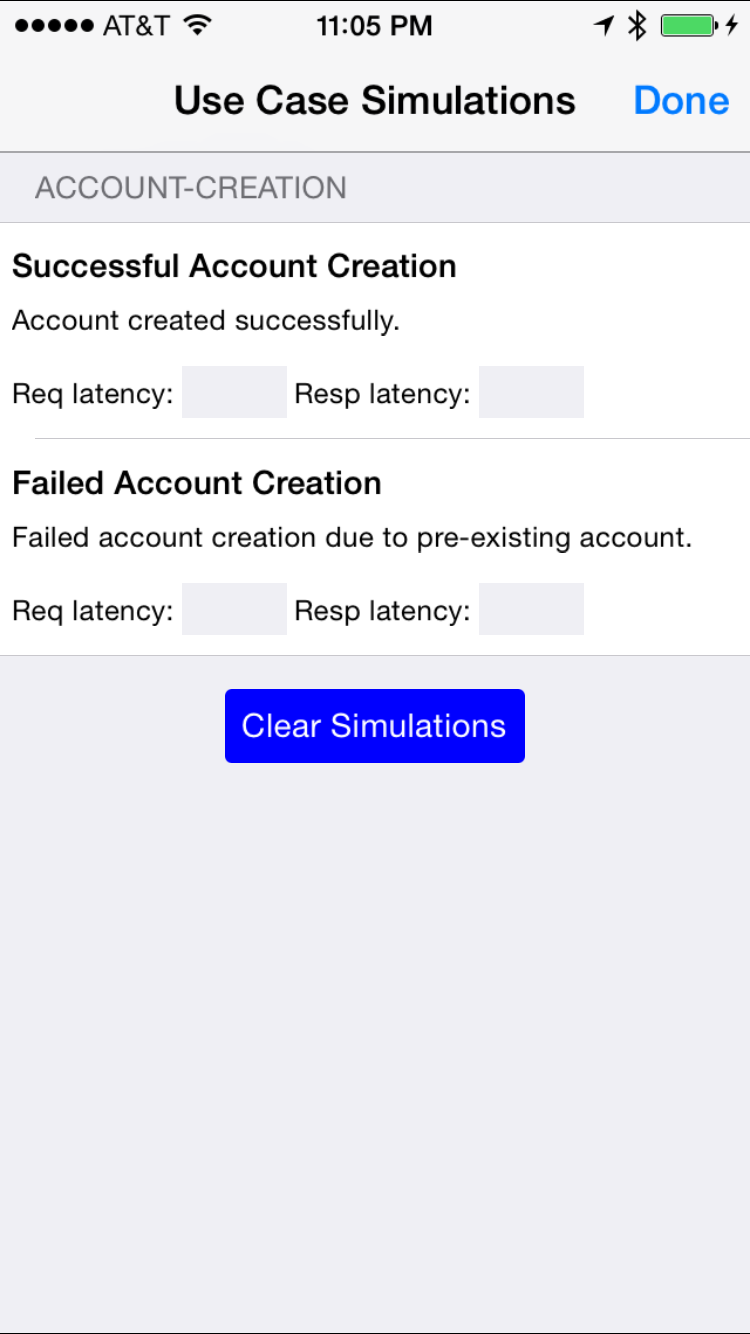 AT&T 11:05 PM
Use Case Simulations Done
ACCOUNT-CREATION
Successful Account Creation
Account created successfully.
Req latency: Resp latency:
Failed Account Creation
Failed account creation due to pre-existing account.
Req latency: Resp latency:
Clear Simulations